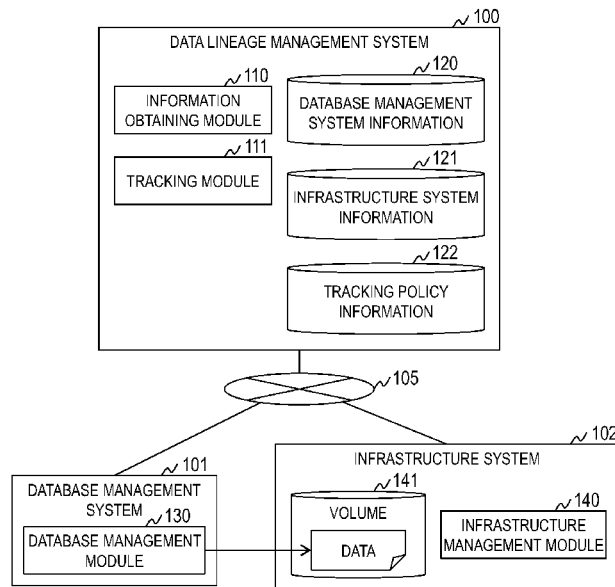 100
DATA LINEAGE MANAGEMENT SYSTEM
110
INFORMATION
OBTAINING MODULE
111
TRACKING MODULE
120
DATABASE MANAGEMENT
SYSTEM INFORMATION
121
INFRASTRUCTURE SYSTEM
INFORMATION
122
TRACKING POLICY
INFORMATION
105
101
DATABASE MANAGEMENT
SYSTEM
130
DATABASE MANAGEMENT
MODULE
102
INFRASTRUCTURE SYSTEM
141
VOLUME
DATA
140
INFRASTRUCTURE
MANAGEMENT MODULE